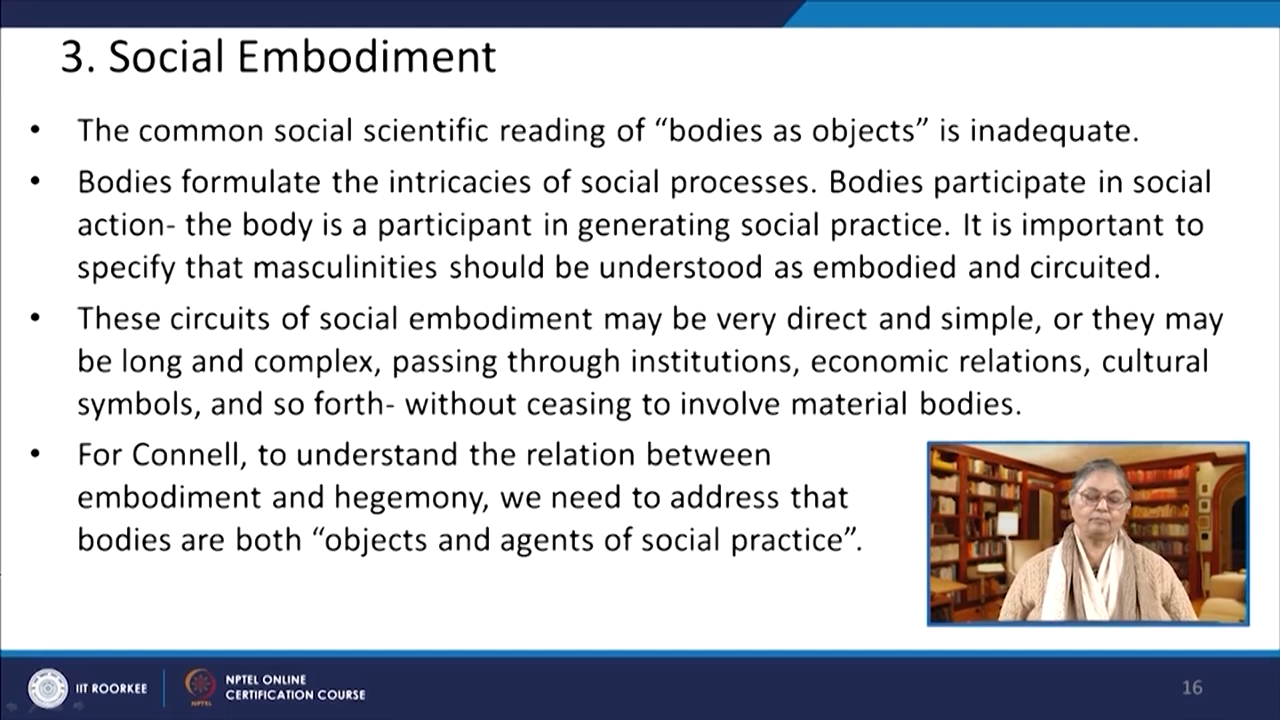 3. Social Embodiment
• The common social scientific reading of “bodies as objects” is inadequate.
• Bodies formulate the intricacies of social processes. Bodies participate in social
action- the body is a participant in generating social practice. It is important to
specify that masculinities should be understood as embodied and circuited.
• These circuits of social embodiment may be very direct and simple, or they may
be long and complex, passing through institutions, economic relations, cultural
symbols, and so forth- without ceasing to involve material bodies.
• For Connell, to understand the relation between
embodiment and hegemony, we need to address that
bodies are both “objects and agents of social practice”.
IIT ROORKEE
NPTEL
NPTEL ONLINE
CERTIFICATION COURSE
16